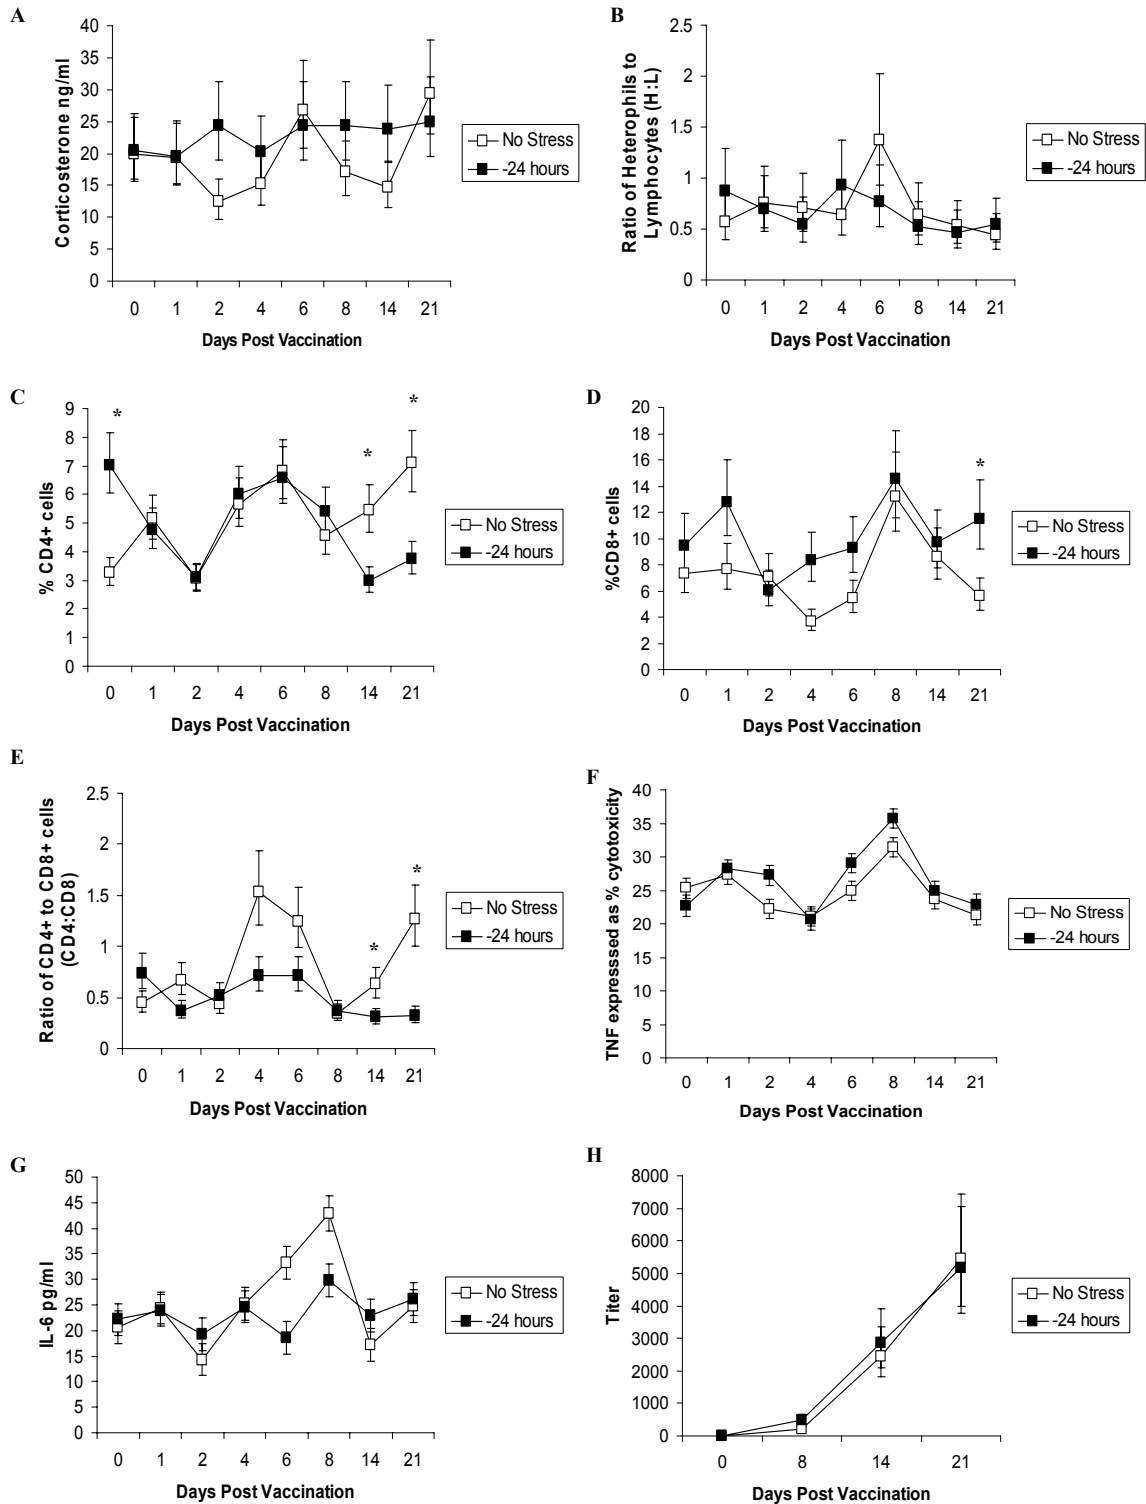 A
Corticosterone ng/ml
40
35
30
25
20
15
10
5
0
0 1 2 4 6 8 14 21
Days Post Vaccination
No Stress
-24 hours
B
Ratio of Heterophils to
Lymphocytes (H:L)
2.5
2
1.5
1
0.5
0
0 1 2 4 6 8 14 21
Days Post Vaccination
No Stress
-24 hours
C
% CD4+ cells
9
8
7
6
5
4
3
2
1
0
* * *
0 1 2 4 6 8 14 21
Days Post Vaccination
No Stress
-24 hours
D
%CD8+ cells
20
18
16
14
12
10
8
6
4
2
0
*
0 1 2 4 6 8 14 21
Days Post Vaccination
No Stress
-24 hours
E
Ratio of CD4+ to CD8+ cells
(CD4:CD8)
2.5
2
1.5
1
0.5
0
* *
0 1 2 4 6 8 14 21
Days Post Vaccination
No Stress
-24 hours
F
TNF expresssed as % cytotoxicity
40
35
30
25
20
15
10
5
0
0 1 2 4 6 8 14 21
Days Post Vaccination
No Stress
-24 hours
G
IL-6 pg/ml
50
45
40
35
30
25
20
15
10
5
0
0 1 2 4 6 8 14 21
Days Post Vaccination
No Stress
-24 hours
H
Titer
8000
7000
6000
5000
4000
3000
2000
1000
0
0 8 14 21
Days Post Vaccination
No Stress
-24 hours